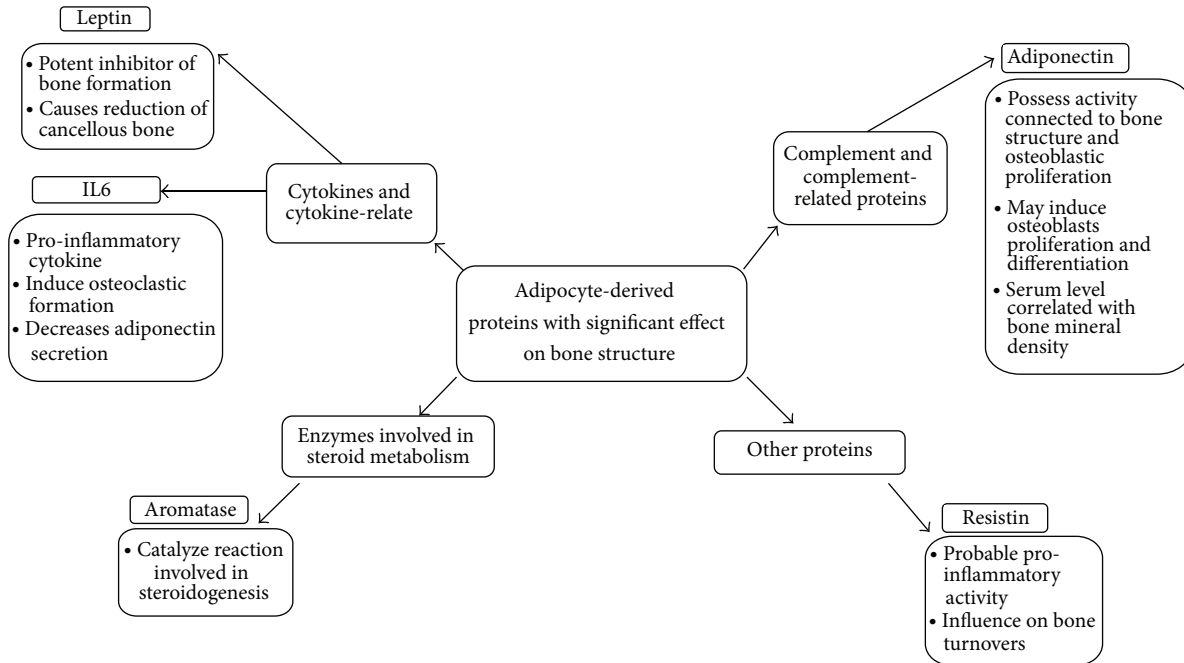 Leptin
• Potent inhibitor of
bone formation
• Causes reduction of
cancellous bone
IL6
• Pro-inflammatory
cytokine
• Induce osteoclastic
formation
• Decreases adiponectin
secretion
Cytokines and
cytokine-relate
Complement and
complement-
related proteins
Adiponectin
• Possess activity
connected to bone
structure and
osteoblastic
proliferation
• May induce
osteoblasts
proliferation and
differentiation
• Serum level
correlated with
bone mineral
density
Adipocyte-derived
proteins with significant effect
on bone structure
Enzymes involved in
steroid metabolism
Other proteins
Aromatase
• Catalyze reaction
involved in
steroidogenesis
Resistin
• Probable pro-
inflammatory
activity
• Influence on bone
turnovers